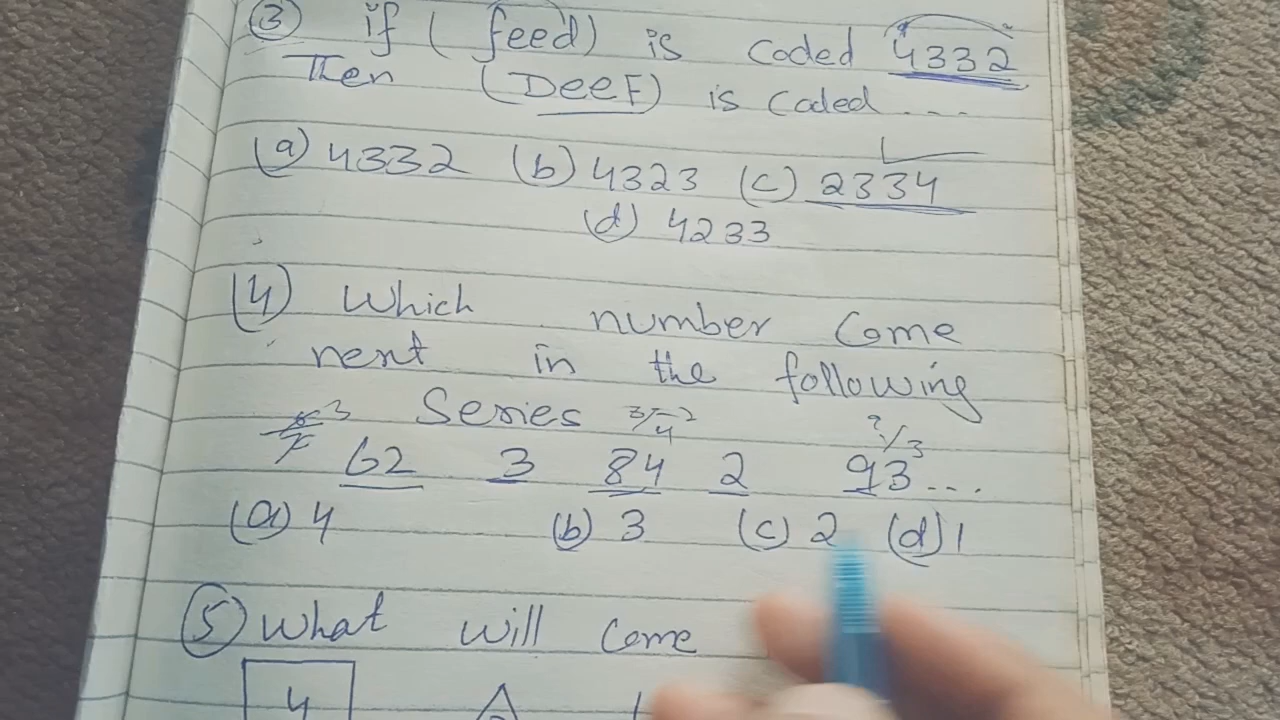 (3) if (feed) is coded 4332
Then (DeeF) is coded ...
(a) 4332 (b) 4323 (c) 2334
(d) 4233
(4) Which number come
next in the following
Series
62 3 84 2 93...
(a) 4 (b) 3 (c) 2 (d) 1
(5) What will come
4